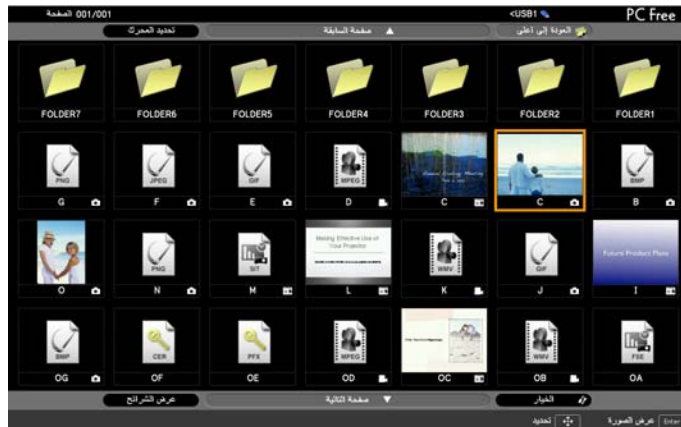 PC Free
<USB1
الصفحة 001/001
العودة إلى أعلى
صفحة السابقة
تحديد المحرك
FOLDER1
FOLDER2
FOLDER3
FOLDER4
FOLDER5
FOLDER6
FOLDER7
BMP
B
C
General Briefing Meeting
C
MPEG
D
GIF
E
JPEG
F
PNG
G
Future Product Plans
I
GIF
J
WMV
K
Making Effective Use of
Your Projector
L
SIT
M
PNG
N
O
FSE
OA
WMV
OB
OC
MPEG
OD
PFX
OE
CER
OF
BMP
OG
الخيار
صفحة التالية
عرض الشرائح
Enter عرض الصورة
تحديد